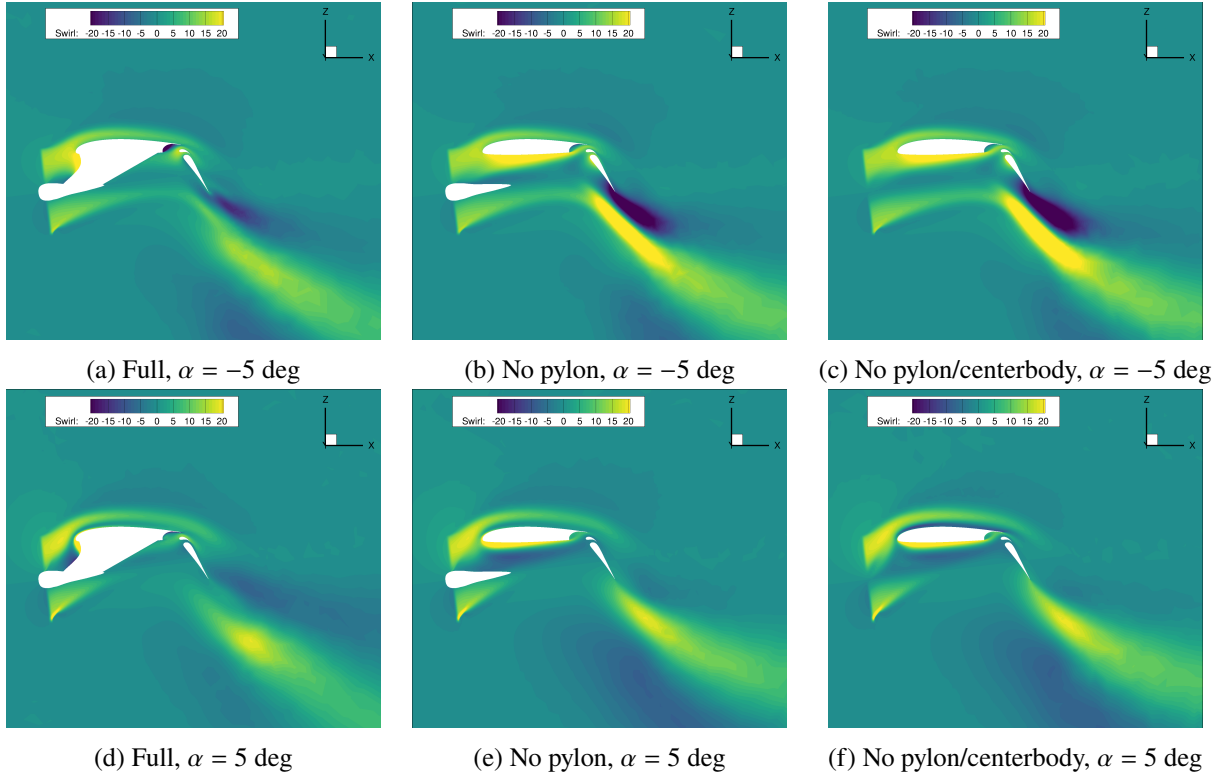 Z
Swirl: -20 -15 -10 -5 0 5 10 15 20
X
Z
Swirl: -20 -15 -10 -5 0 5 10 15 20
X
Z
Swirl: -20 -15 -10 -5 0 5 10 15 20
X
(a) Full, α = −5 deg
(b) No pylon, α = −5 deg
(c) No pylon/centerbody, α = −5 deg
Z
Swirl: -20 -15 -10 -5 0 5 10 15 20
X
Z
Swirl: -20 -15 -10 -5 0 5 10 15 20
X
Z
Swirl: -20 -15 -10 -5 0 5 10 15 20
X
(d) Full, α = 5 deg
(e) No pylon, α = 5 deg
(f) No pylon/centerbody, α = 5 deg